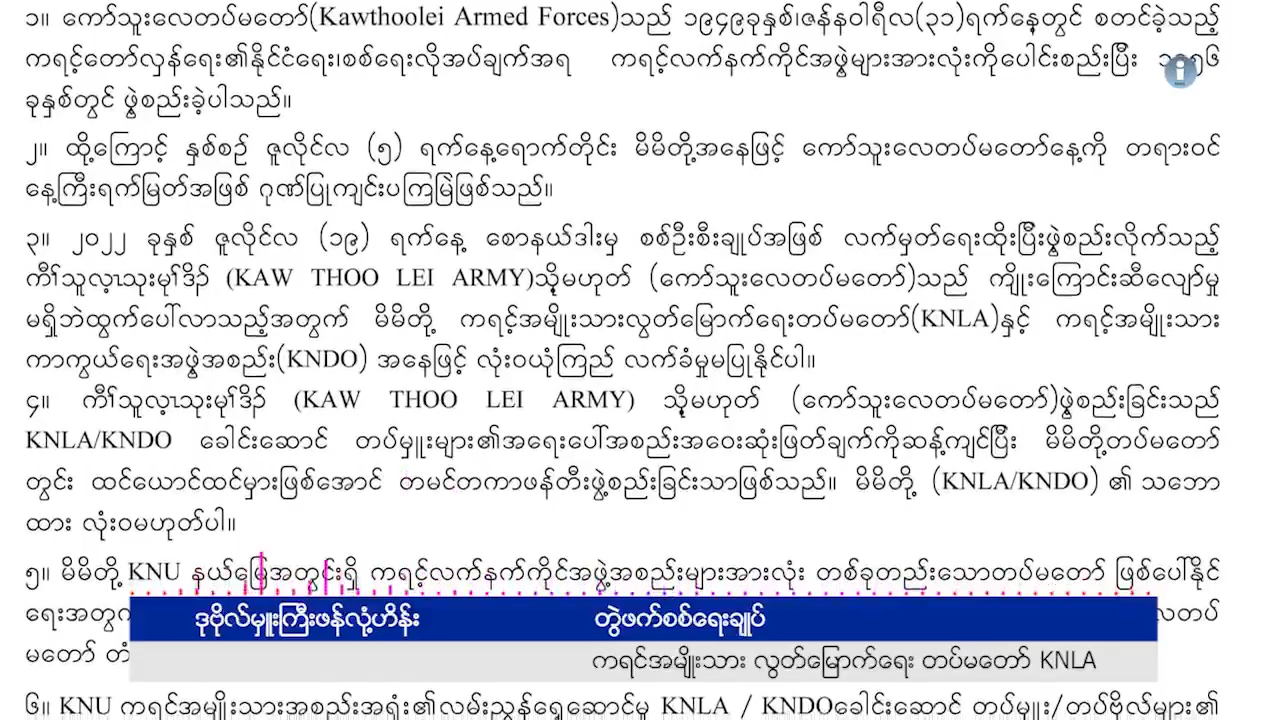 ၁။ ကော်သူးလေတပ်မတော်(Kawthoolei Armed Forces)သည် ၁၉၄၉ခုနှစ်၊ဇန်နဝါရီလ(၃၁)ရက်နေ့တွင် စတင်ခဲ့သည့်
ကရင့်တော်လှန်ရေး၏နိုင်ငံရေး၊စစ်ရေးလိုအပ်ချက်အရ ကရင့်လက်နက်ကိုင်အဖွဲ့များအားလုံးကိုပေါင်းစည်းပြီး
ခုနှစ်တွင် ဖွဲ့စည်းခဲ့ပါသည်။
၂။ ထို့ကြောင့် နှစ်စဉ် ဇူလိုင်လ (၅) ရက်နေ့ရောက်တိုင်း မိမိတို့အနေဖြင့် ကော်သူးလေတပ်မတော်နေ့ကို တရားဝင်
နေ့ကြီးရက်မြတ်အဖြစ် ဂုဏ်ပြုကျင်းပကြမြဲဖြစ်သည်။
၃။ ၂၀၂၂ ခုနှစ် ဇူလိုင်လ (၁၉) ရက်နေ့ စောနယ်ဒါးမှ စစ်ဦးစီးချုပ်အဖြစ် လက်မှတ်ရေးထိုးပြီးဖွဲ့စည်းလိုက်သည့်
ကီၢ်သူလ့ၤသုးမုၢ်ဒိၣ် (KAW THOO LEI ARMY)သို့မဟုတ် (ကော်သူးလေတပ်မတော်)သည် ကျိုးကြောင်းဆီလျော်မှု
မရှိဘဲထွက်ပေါ်လာသည့်အတွက် မိမိတို့ ကရင့်အမျိုးသားလွတ်မြောက်ရေးတပ်မတော်(KNLA)နှင့် ကရင့်အမျိုးသား
ကာကွယ်ရေးအဖွဲ့အစည်း(KNDO) အနေဖြင့် လုံးဝယုံကြည် လက်ခံမှုမပြုနိုင်ပါ။
၄။ ကီၢ်သူလ့ၤသုးမုၢ်ဒိၣ် (KAW THOO LEI ARMY) သို့မဟုတ် (ကော်သူးလေတပ်မတော်)ဖွဲ့စည်းခြင်းသည်
KNLA/KNDO ခေါင်းဆောင် တပ်မှူးများ၏အရေးပေါ်အစည်းအဝေးဆုံးဖြတ်ချက်ကိုဆန့်ကျင်ပြီး မိမိတို့တပ်မတော်
တွင်း ထင်ယောင်ထင်မှားဖြစ်အောင် တမင်တကာဖန်တီးဖွဲ့စည်းခြင်းသာဖြစ်သည်။ မိမိတို့ (KNLA/KNDO) ၏ သဘော
ထား လုံးဝမဟုတ်ပါ။
၅။ မိမိတို့ KNU နယ်မြေအတွင်းရှိ ကရင့်လက်နက်ကိုင်အဖွဲ့အစည်းများအားလုံး တစ်ခုတည်းသောတပ်မတော် ဖြစ်ပေါ်နိုင်
ရေးအတွက်
ဒုဗိုလ်မှူးကြီးဖန်လုံ့ဟိန်း တွဲဖက်စစ်ရေးချုပ်
လေတပ်
မတော်
ကရင်အမျိုးသား လွတ်မြောက်ရေး တပ်မတော် KNLA
၆။ KNU ကရင်အမျိုးသားအစည်းအရုံး၏လမ်းညွှန်ရှေ့ဆောင်မှု KNLA / KNDOခေါင်းဆောင် တပ်မှူး/တပ်ဗိုလ်များ၏